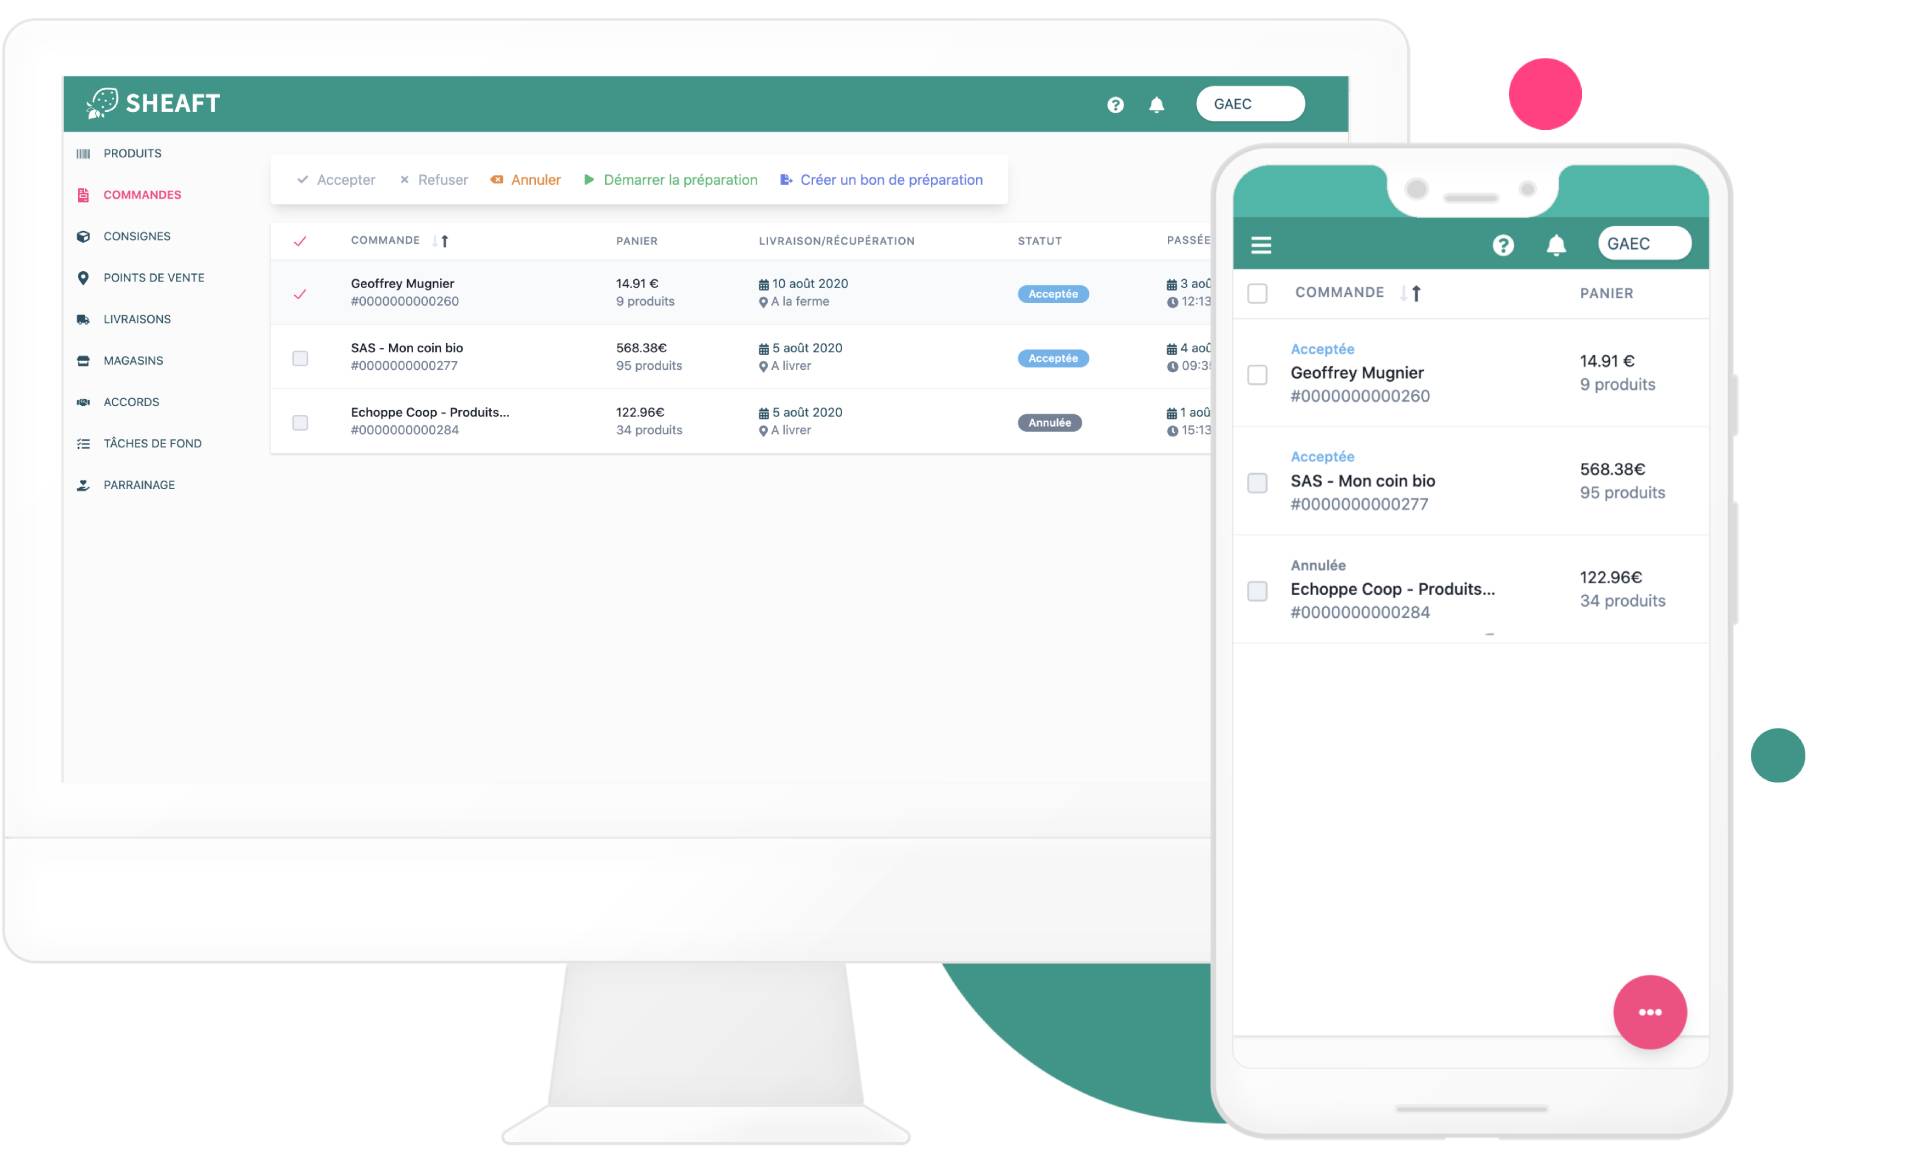 SHEAFT
GAEC
PRODUITS
COMMANDES
CONSIGNES
POINTS DE VENTE
LIVRAISONS
MAGASINS
ACCORDS
TÂCHES DE FOND
PARRAINAGE
Accepter Refuser Annuler Démarrer la préparation Créer un bon de préparation
COMMANDE PANIER LIVRAISON/RÉCUPÉRATION STATUT PASSÉE
Geoffrey Mugnier 14.91 € 10 août 2020 Acceptée 3 aoû
#0000000000260 9 produits A la ferme 12:13
SAS - Mon coin bio 568.38€ 5 août 2020 Acceptée 4 aoû
#0000000000277 95 produits A livrer 09:35
Echoppe Coop - Produits... 122.96€ 5 août 2020 Annulée 1 aoû
#0000000000284 34 produits A livrer 15:13
GAEC
COMMANDE PANIER
Acceptée
Geoffrey Mugnier 14.91 €
#0000000000260 9 produits
Acceptée
SAS - Mon coin bio 568.38€
#0000000000277 95 produits
Annulée
Echoppe Coop - Produits... 122.96€
#0000000000284 34 produits